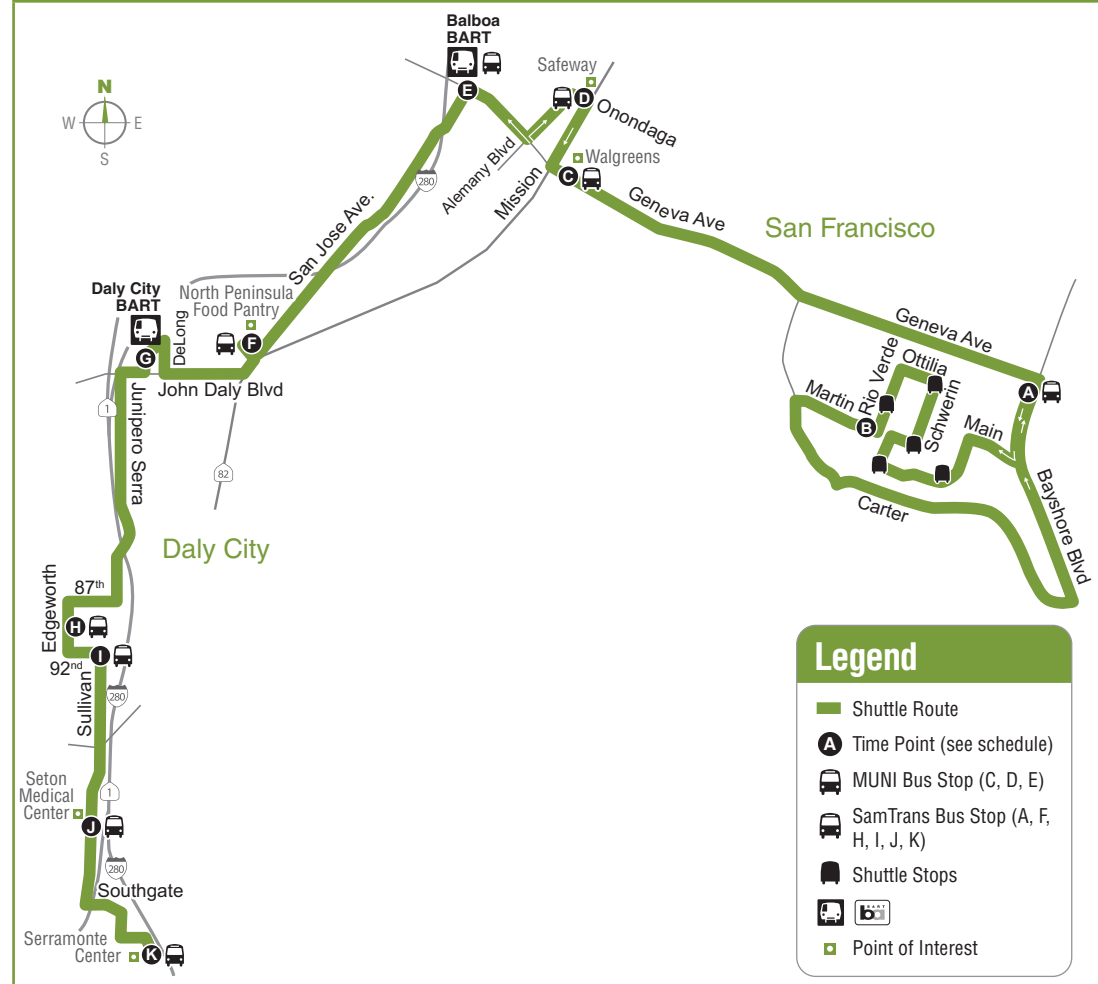 Balboa
BART
Safeway
N
W
E
S
E
D
Onondaga
Walgreens
C
Alemany Blvd
Mission
280
Geneva Ave
San Francisco
San Jose Ave.
Daly City
BART
North Peninsula
Food Pantry
DeLong
G
F
John Daly Blvd
Geneva Ave
Ottilia
Rio Verde
Martin
B
Schwerin
Main
A
Bayshore Blvd
Carter
1
Junipero Serra
82
Daly City
87th
Edgeworth
H
92nd
I
Sullivan
280
Seton
Medical
Center
1
J
280
Southgate
Serramonte
Center
K
Legend
Shuttle Route
A Time Point (see schedule)
MUNI Bus Stop (C, D, E)
SamTrans Bus Stop (A, F,
H, I, J, K)
Shuttle Stops
BART
ba
Point of Interest